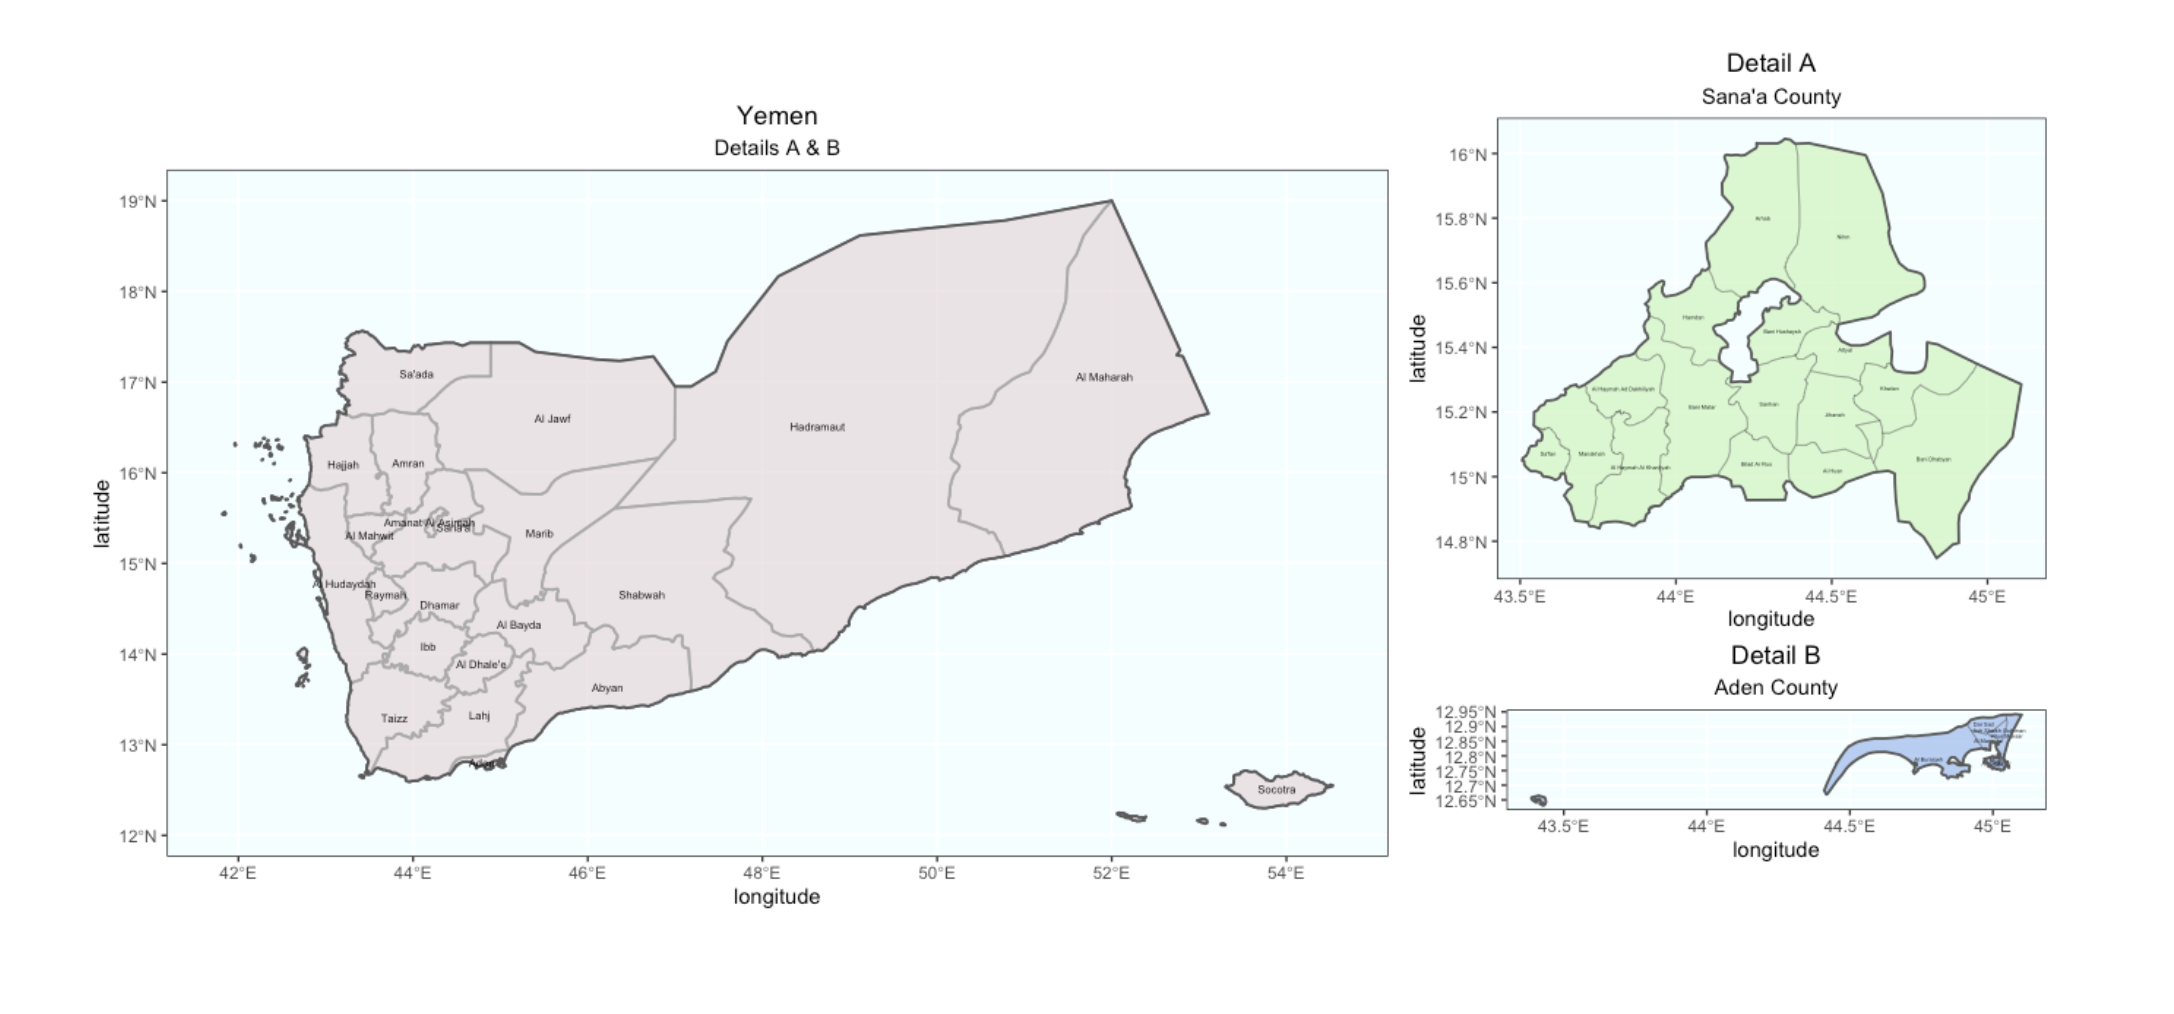 Yemen
Details A & B
19°N
18°N
17°N
16°N
15°N
14°N
13°N
12°N
latitude
Sa'ada
Al Jawf
Al Maharah
Hadramaut
Hajjah
Amran
Amanat Al Asimah
Sana'a
Al Mahwit
Marib
Al Hudaydah
Raymah
Dhamar
Shabwah
Al Bayda
Ibb
Al Dhale'e
Abyan
Taizz
Lahj
Aden
Socotra
42°E
44°E
46°E
48°E
50°E
52°E
54°E
longitude
Detail A
Sana'a County
16°N
15.8°N
15.6°N
15.4°N
15.2°N
15°N
14.8°N
latitude
Arhab
Nihm
Hamdan
Bani Hushaysh
Attyal
Al Haymah Ad Dakhiliyah
Khwlan
Bani Matar
Sanhan
Jihanah
Sa'fan
Manakhah
Al Haymah Al Kharijiyah
Bilad Ar Rus
Al Husn
Bani Dhabyan
43.5°E
44°E
44.5°E
45°E
longitude
Detail B
Aden County
12.95°N
12.9°N
12.85°N
12.8°N
12.75°N
12.7°N
12.65°N
latitude
Al Burayqah
43.5°E
44°E
44.5°E
45°E
longitude